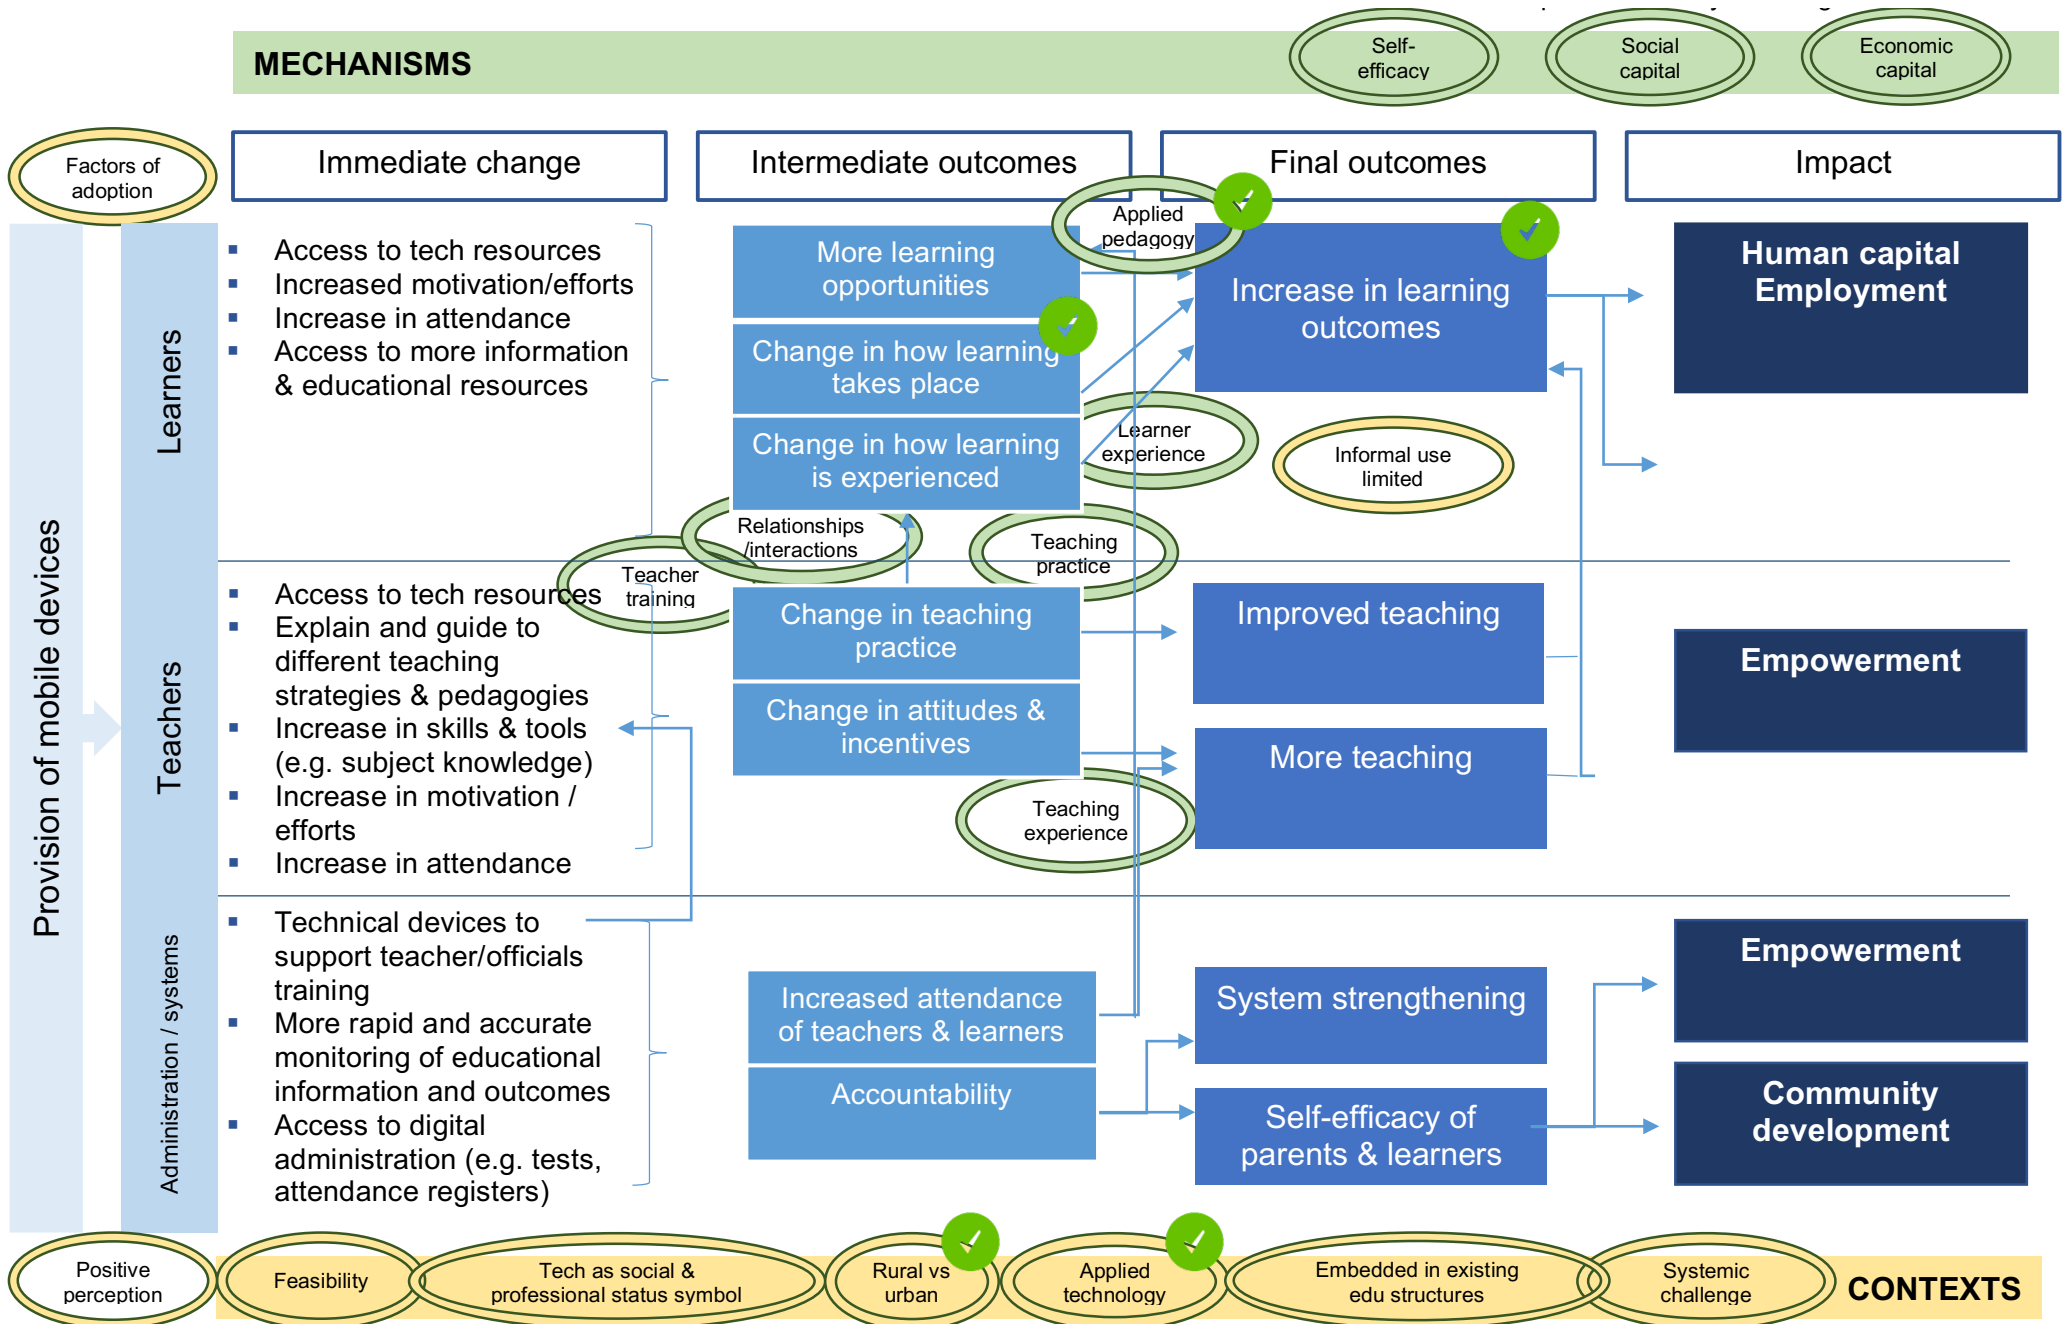 MECHANISMS
Self-
efficacy
Social
capital
Economic
capital
Factors of
adoption
Immediate change
Intermediate outcomes
Final outcomes
Impact
Provision of mobile devices
Learners
▪ Access to tech resources
▪ Increased motivation/efforts
▪ Increase in attendance
▪ Access to more information
& educational resources
More learning
opportunities
Change in how learning
takes place
Change in how learning
is experienced
Applied
pedagogy
Increase in learning
outcomes
Human capital
Employment
Learner
experience
Informal use
limited
Relationships
/interactions
Teaching
practice
Teacher
training
Teachers
▪ Access to tech resources
▪ Explain and guide to
different teaching
strategies & pedagogies
▪ Increase in skills & tools
(e.g. subject knowledge)
▪ Increase in motivation /
efforts
▪ Increase in attendance
Change in teaching
practice
Change in attitudes &
incentives
Teaching
experience
Improved teaching
More teaching
Empowerment
Administration / systems
▪ Technical devices to
support teacher/officials
training
▪ More rapid and accurate
monitoring of educational
information and outcomes
▪ Access to digital
administration (e.g. tests,
attendance registers)
Increased attendance
of teachers & learners
Accountability
System strengthening
Self-efficacy of
parents & learners
Empowerment
Community
development
Positive
perception
Feasibility
Tech as social &
professional status symbol
Rural vs
urban
Applied
technology
Embedded in existing
edu structures
Systemic
challenge
CONTEXTS